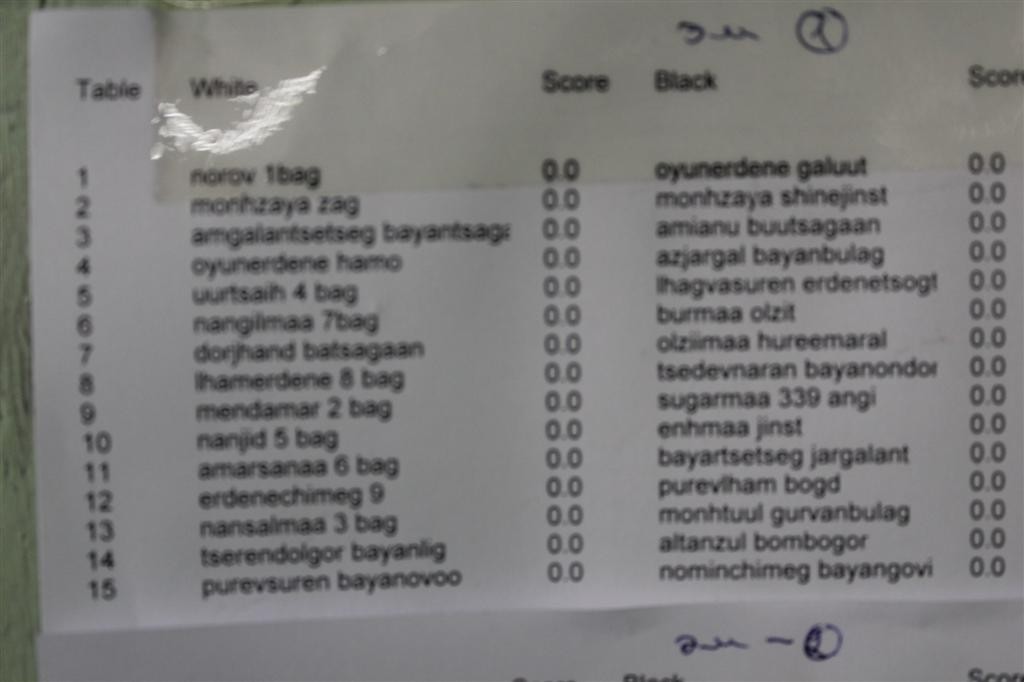 эм ①
Table White Score Black Score
1 norov 1bag 0.0 oyunerdene galuut 0.0
2 monhzaya zag 0.0 monhzaya shinejinst 0.0
3 amgalantsetseg bayantsaga 0.0 amianu buutsagaan 0.0
4 oyunerdene hamo 0.0 azjargal bayanbulag 0.0
5 uurtsaih 4 bag 0.0 lhagvasuren erdenetsogt 0.0
6 nangilmaa 7bag 0.0 burmaa olzit 0.0
7 dorjhand batsagaan 0.0 olziimaa hureemaral 0.0
8 lhamerdene 8 bag 0.0 tsedevnaran bayanondor 0.0
9 mendamar 2 bag 0.0 sugarmaa 339 angi 0.0
10 nanjid 5 bag 0.0 enhmaa jinst 0.0
11 amarsanaa 6 bag 0.0 bayartsetseg jargalant 0.0
12 erdenechimeg 9 0.0 purevlham bogd 0.0
13 nansalmaa 3 bag 0.0 monhtuul gurvanbulag 0.0
14 tserendolgor bayanlig 0.0 altanzul bombogor 0.0
15 purevsuren bayanovoo 0.0 nominchimeg bayangovi 0.0
Score Black Score